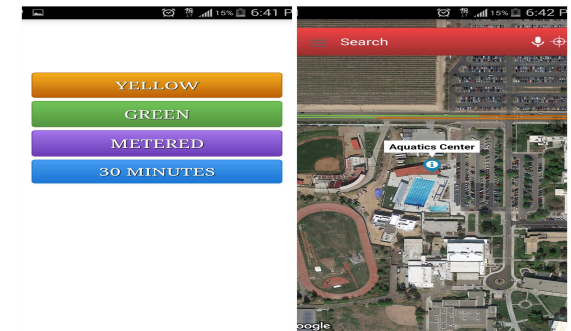 15% 6:41 P
YELLOW
GREEN
METERED
30 MINUTES
15% 6:42 P
Search
Aquatics Center
oogle